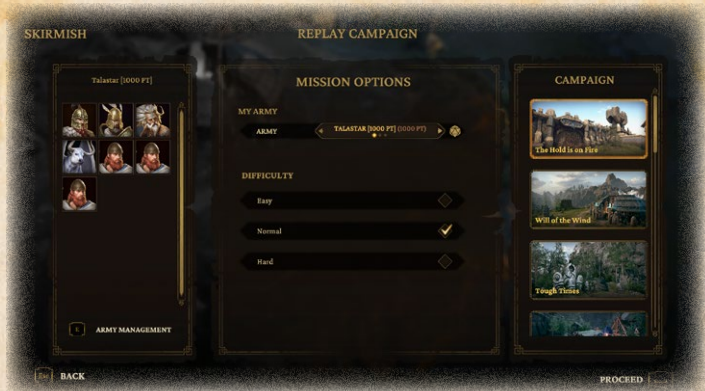 SKIRMISH
REPLAY CAMPAIGN
Talastar [1000 PT]
ARMY MANAGEMENT
MISSION OPTIONS
MY ARMY
ARMY
TALASTAR [1000 PT] (1000 PT)
DIFFICULTY
Easy
Normal
Hard
CAMPAIGN
The Hold is on Fire
Will of the Wind
Tough Times
BACK
PROCEED